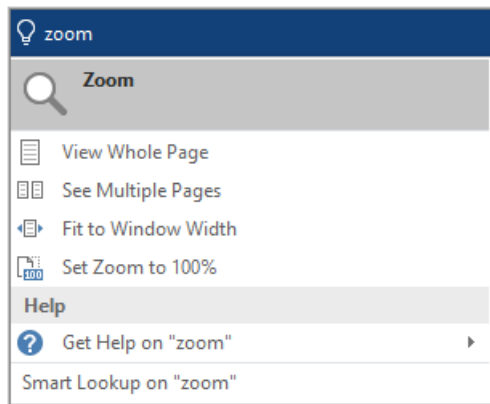 zoom
Zoom
View Whole Page
See Multiple Pages
Fit to Window Width
100
Set Zoom to 100%
Help
?
Get Help on "zoom"
Smart Lookup on "zoom"